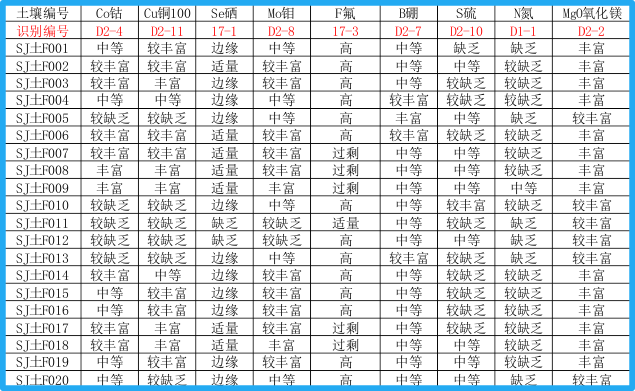 土壤编号 Co钴 Cu铜100 Se硒 Mo钼 F氟 B硼 S硫 N氮 MgO氧化镁
识别编号 D2-4 D2-11 17-1 D2-8 17-3 D2-7 D2-10 D1-1 D2-2
SJ土F001 中等 较丰富 边缘 中等 高 中等 缺乏 缺乏 丰富
SJ土F002 较丰富 较丰富 适量 较丰富 高 中等 中等 较缺乏 丰富
SJ土F003 较丰富 丰富 边缘 较丰富 高 中等 较缺乏 较缺乏 丰富
SJ土F004 中等 中等 边缘 中等 高 较丰富 较缺乏 较缺乏 丰富
SJ土F005 较缺乏 较缺乏 边缘 中等 高 丰富 中等 缺乏 较丰富
SJ土F006 较丰富 较丰富 适量 较丰富 高 较丰富 较缺乏 较缺乏 丰富
SJ土F007 较丰富 较丰富 适量 较丰富 过剩 中等 中等 较缺乏 丰富
SJ土F008 丰富 丰富 适量 较丰富 过剩 中等 中等 较缺乏 丰富
SJ土F009 丰富 丰富 适量 丰富 过剩 中等 中等 中等 丰富
SJ土F010 较缺乏 较缺乏 边缘 中等 高 中等 较丰富 较缺乏 较丰富
SJ土F011 较缺乏 较缺乏 缺乏 较缺乏 适量 中等 较缺乏 缺乏 较丰富
SJ土F012 较缺乏 较缺乏 缺乏 较缺乏 高 中等 中等 缺乏 较丰富
SJ土F013 较缺乏 较缺乏 边缘 中等 高 较丰富 较缺乏 缺乏 较丰富
SJ土F014 较丰富 中等 边缘 较丰富 高 中等 较缺乏 较缺乏 丰富
SJ土F015 中等 较丰富 边缘 较丰富 高 中等 较缺乏 较缺乏 丰富
SJ土F016 中等 较丰富 边缘 较丰富 高 中等 较缺乏 较缺乏 丰富
SJ土F017 较丰富 丰富 适量 较丰富 过剩 中等 较缺乏 较缺乏 丰富
SJ土F018 较丰富 丰富 适量 丰富 过剩 中等 中等 较缺乏 丰富
SJ土F019 中等 较丰富 边缘 较丰富 高 中等 中等 较缺乏 丰富
SJ土F020 中等 较缺乏 边缘 中等 高 中等 中等 缺乏 较丰富